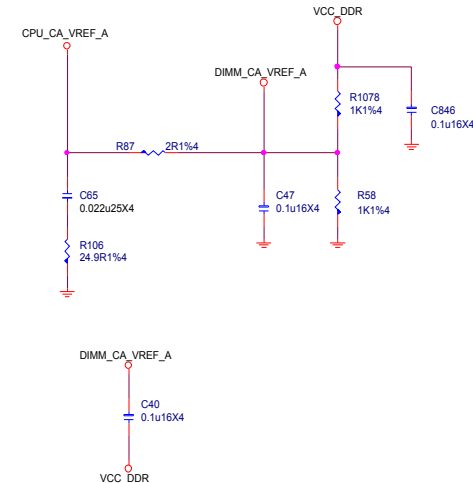 VCC_DDR
CPU_CA_VREF_A
DIMM_CA_VREF_A
R1078
1K1%4
C846
0.1u16X4
R87 2R1%4
C65
0.022u25X4
C47
0.1u16X4
R58
1K1%4
R106
24.9R1%4
DIMM_CA_VREF_A
C40
0.1u16X4
VCC_DDR